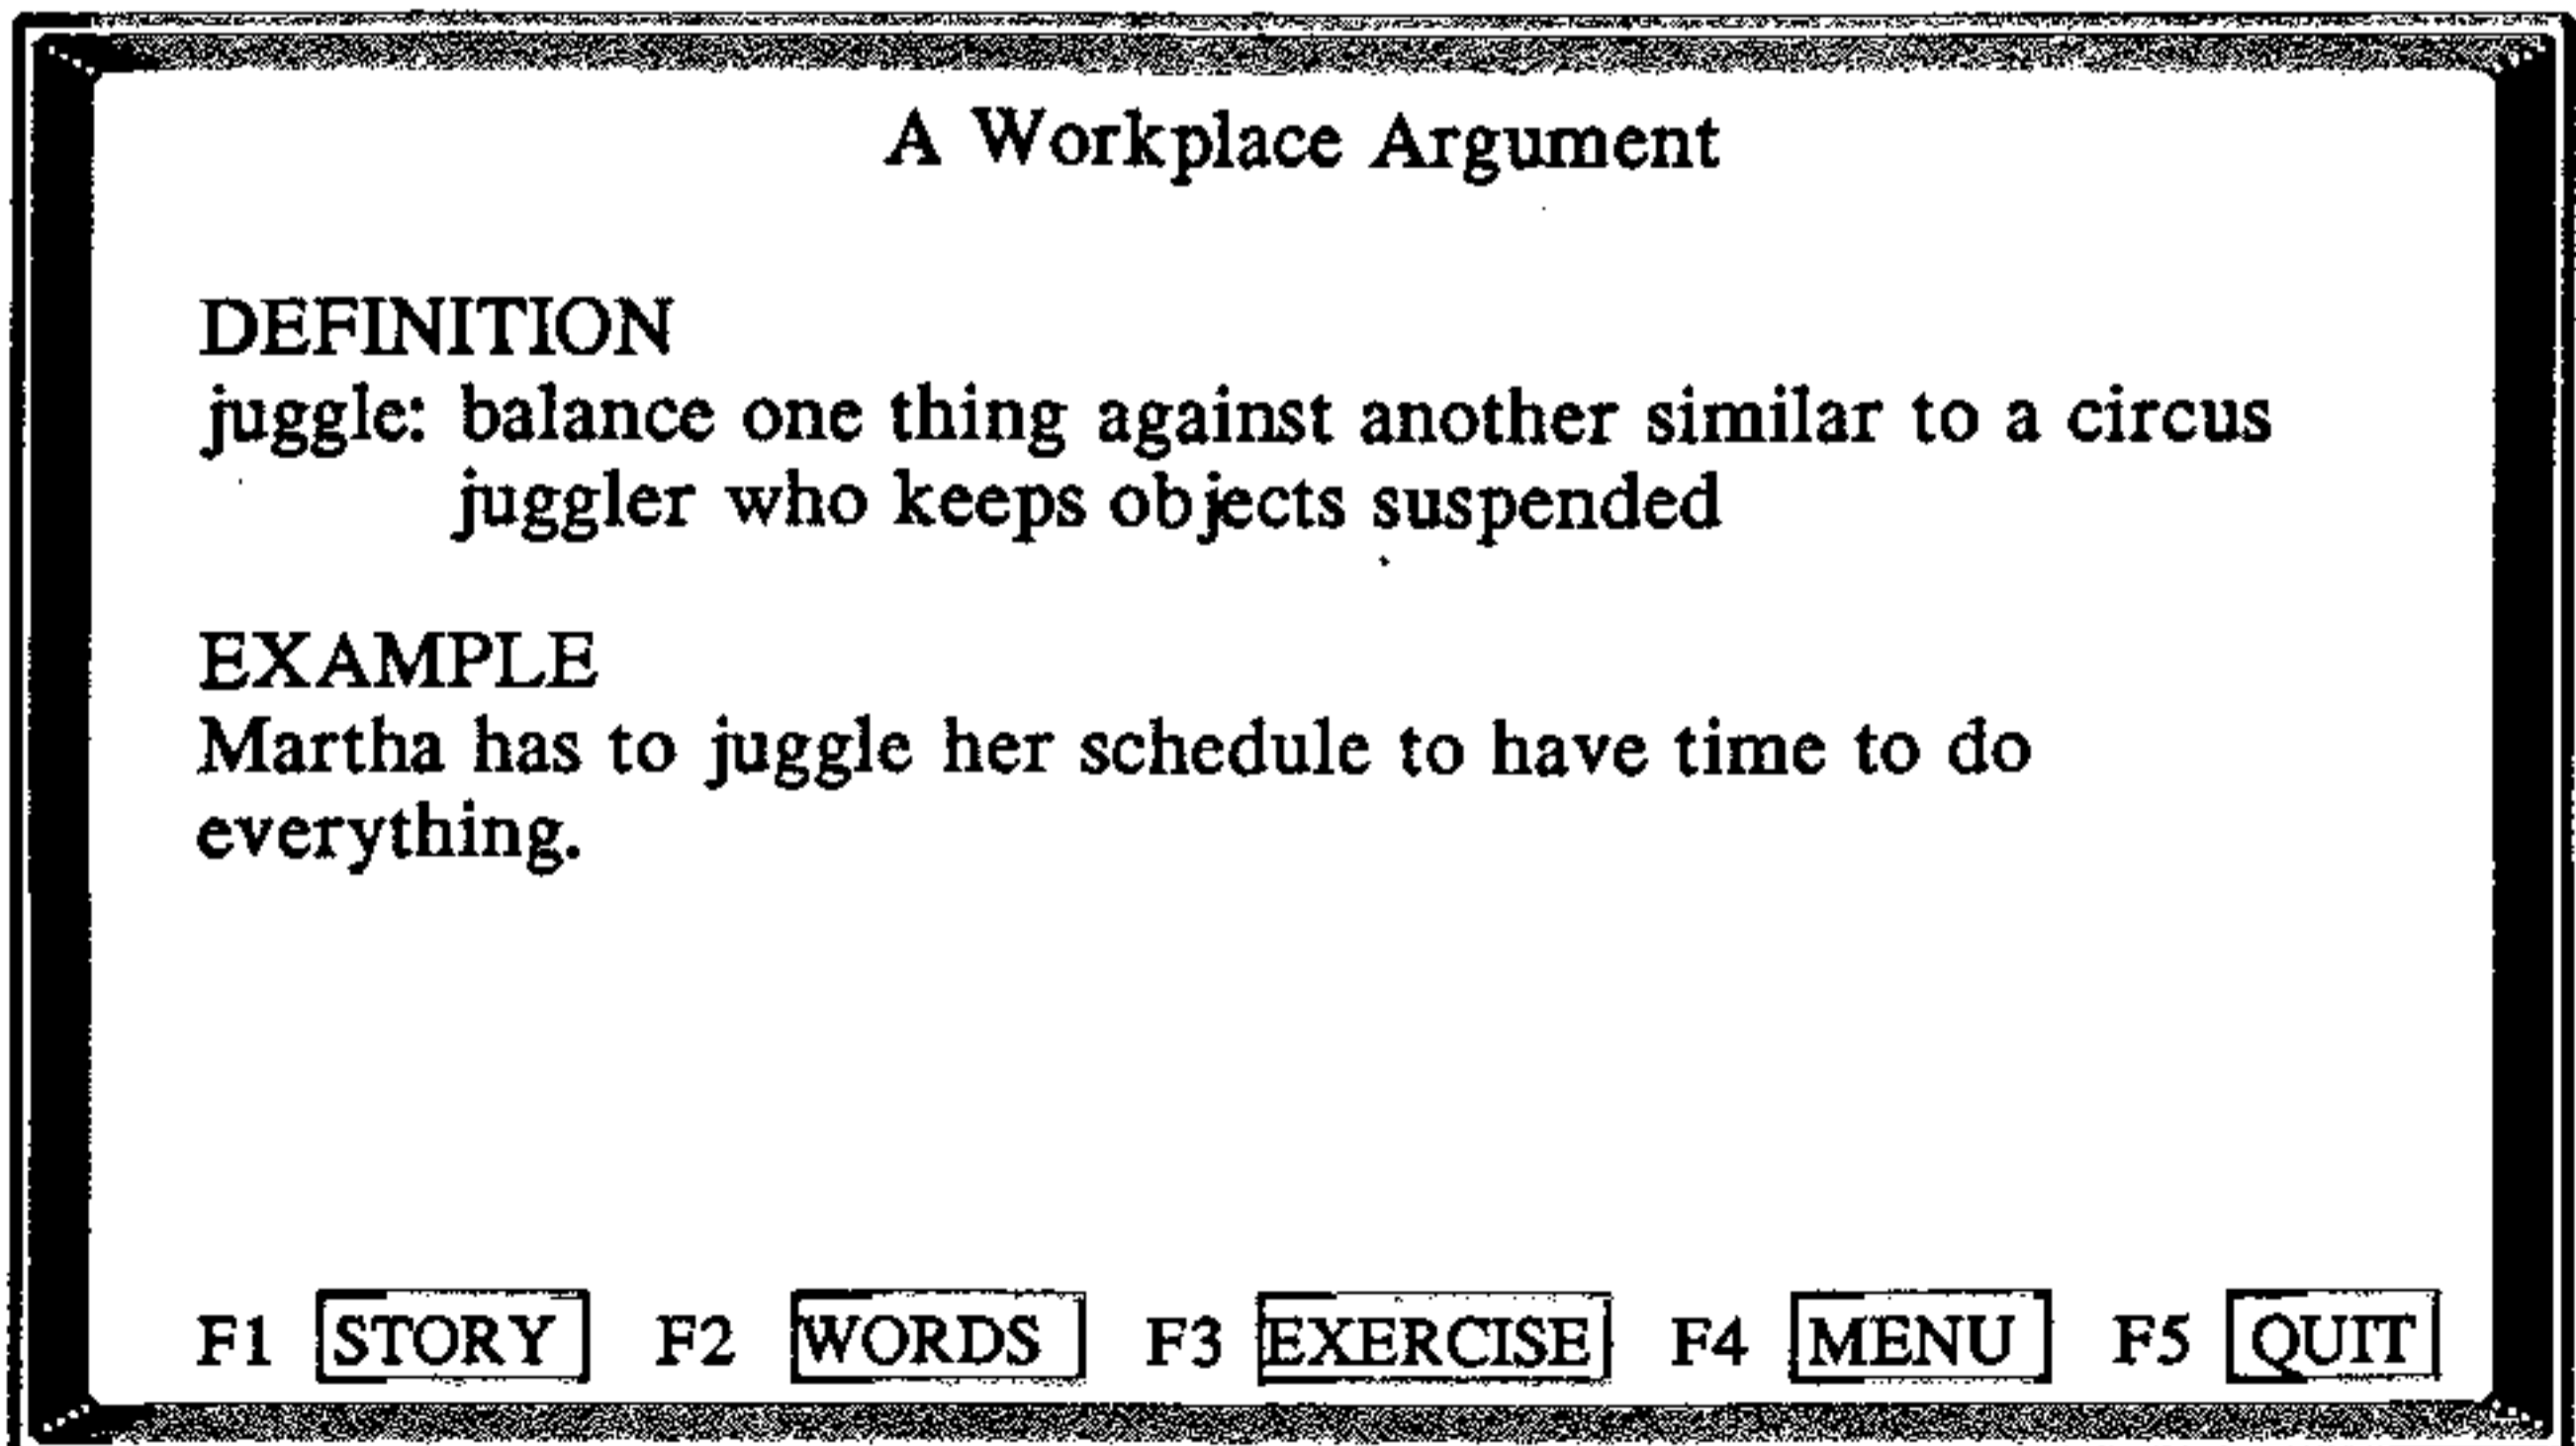 A Workplace Argument
DEFINITION
juggle: balance one thing against another similar to a circus
juggler who keeps objects suspended
EXAMPLE
Martha has to juggle her schedule to have time to do
everything.
F1 STORY F2 WORDS F3 EXERCISE F4 MENU F5 QUIT